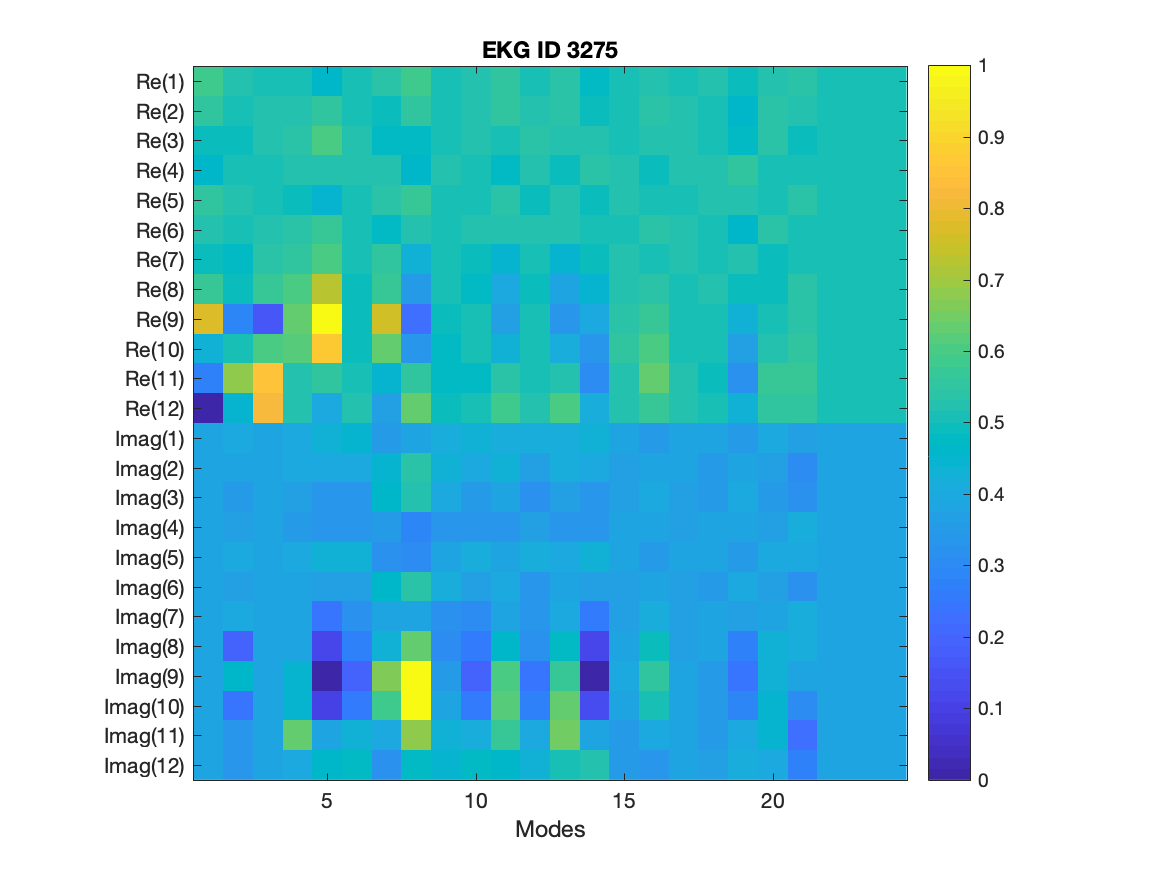 EKG ID 3275
Re(1)
Re(2)
Re(3)
Re(4)
Re(5)
Re(6)
Re(7)
Re(8)
Re(9)
Re(10)
Re(11)
Re(12)
Imag(1)
Imag(2)
Imag(3)
Imag(4)
Imag(5)
Imag(6)
Imag(7)
Imag(8)
Imag(9)
Imag(10)
Imag(11)
Imag(12)
5 10 15 20
Modes
1
0.9
0.8
0.7
0.6
0.5
0.4
0.3
0.2
0.1
0